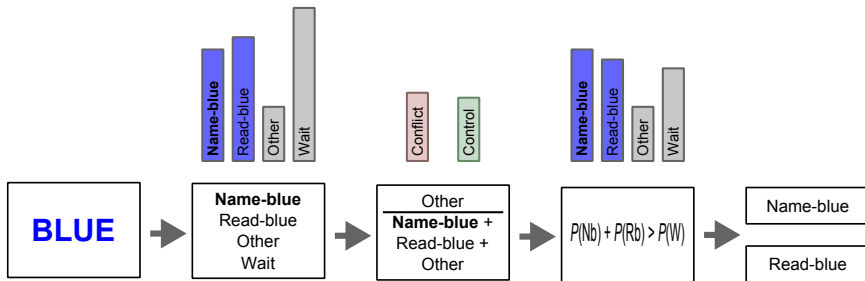 Name-blue
Read-blue
Other
Wait
Conflict
Control
Name-blue
Read-blue
Other
Wait
BLUE
Name-blue
Read-blue
Other
Wait
Other
Name-blue +
Read-blue +
Other
P(Nb) + P(Rb) > P(W)
Name-blue
Read-blue